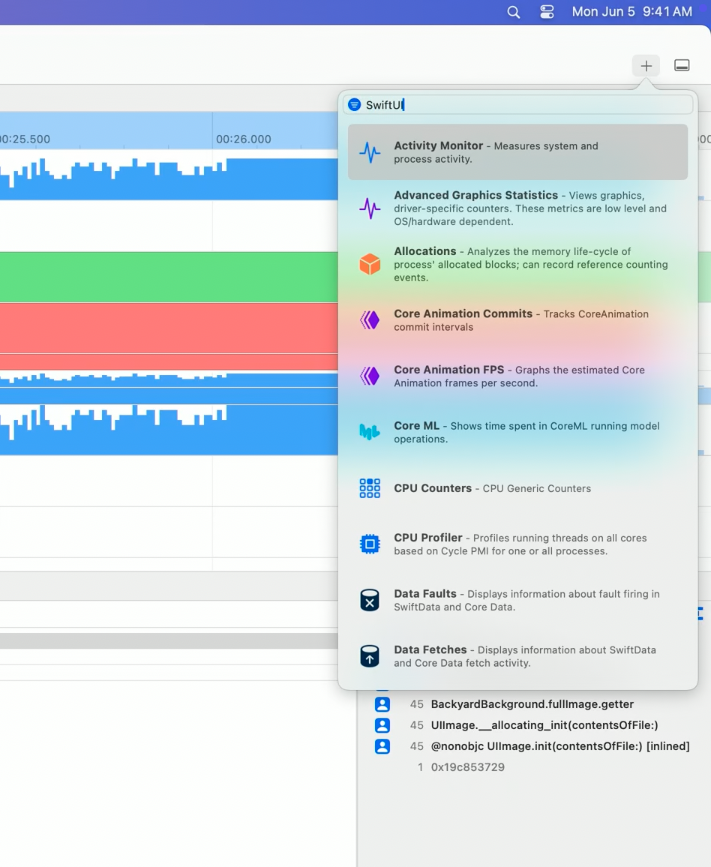 Mon Jun 5 9:41 AM
SwiftUI
0:25.500
00:26.000
00
Activity Monitor - Measures system and
process activity.
Advanced Graphics Statistics - Views graphics,
driver-specific counters. These metrics are low level and
OS/hardware dependent.
Allocations - Analyzes the memory life-cycle of
process' allocated blocks; can record reference counting
events.
Core Animation Commits - Tracks CoreAnimation
commit intervals
Core Animation FPS - Graphs the estimated Core
Animation frames per second.
Core ML - Shows time spent in CoreML running model
operations.
CPU Counters - CPU Generic Counters
CPU Profiler - Profiles running threads on all cores
based on Cycle PMI for one or all processes.
Data Faults - Displays information about fault firing in
SwiftData and Core Data.
Data Fetches - Displays information about SwiftData
and Core Data fetch activity.
45 BackyardBackground.fullImage.getter
45 UIImage.__allocating_init(contentsOfFile:)
45 @nonobjc UIImage.init(contentsOfFile:) [inlined]
1 0x19c853729